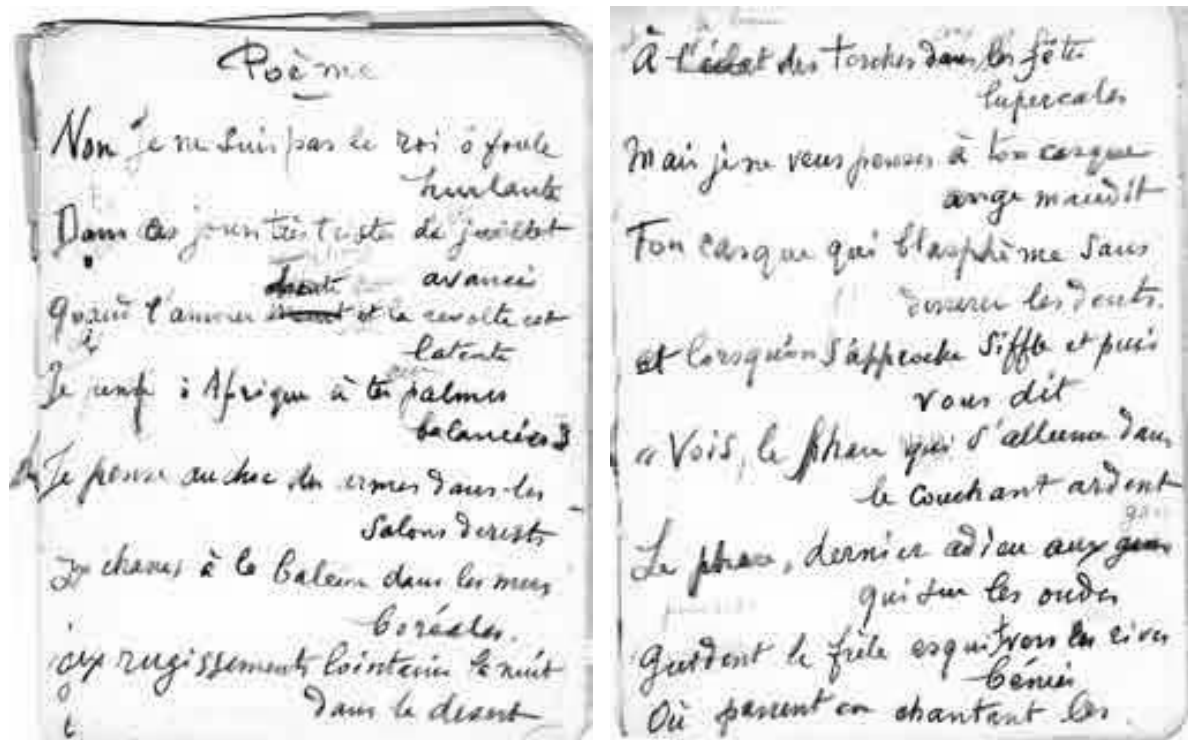 Poème
Non je ne suis pas le roi ô foule
hurlante
Dans ces jours très tristes de juillet
avancé
Quand l'amour et la révolte est
latente
Je pense ô Afrique à tes palmes
balancées
Je pense au choc des armes dans les
salons déserts
aux chasses à la baleine dans les mers
boréales.
aux rugissements lointains la nuit
dans le désert
À l'éclat des torches dans les fêtes
lupercales
Mais je ne veux penser à ton casque
ange maudit
Ton casque qui blasphème sans
desserrer les dents.
et lorsqu'on s'approche siffle et puis
vous dit
« Vois, le phare qui s'allume dans
le couchant ardent
Le phare, dernier adieu aux
qui sur les ondes
Guident le frêle esquif vers les rives
bénies
Où passent en chantant les